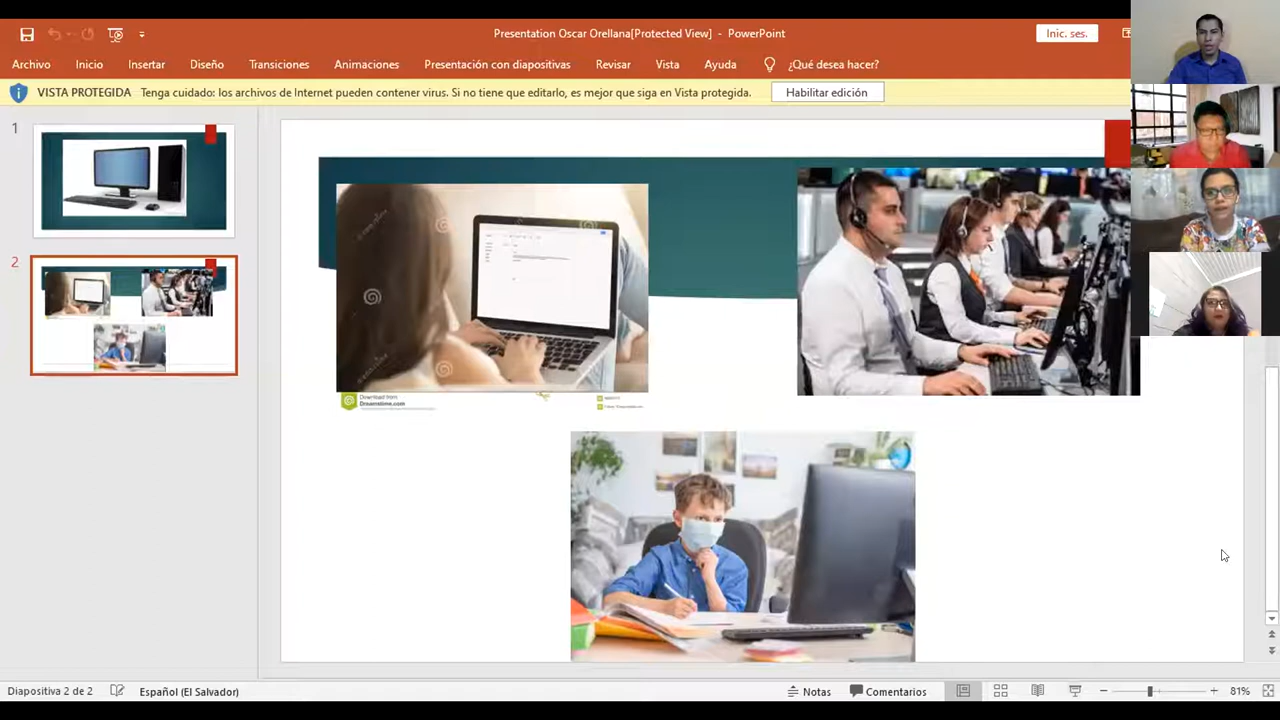 Presentation Oscar Orellana[Protected View] - PowerPoint
Inic. ses.
Archivo Inicio Insertar Diseño Transiciones Animaciones Presentación con diapositivas Revisar Vista Ayuda ¿Qué desea hacer?
VISTA PROTEGIDA Tenga cuidado: los archivos de Internet pueden contener virus. Si no tiene que editarlo, es mejor que siga en Vista protegida. Habilitar edición
1
2
Download from
Dreamstime.com
Diapositiva 2 de 2 Español (El Salvador) Notas Comentarios 81%